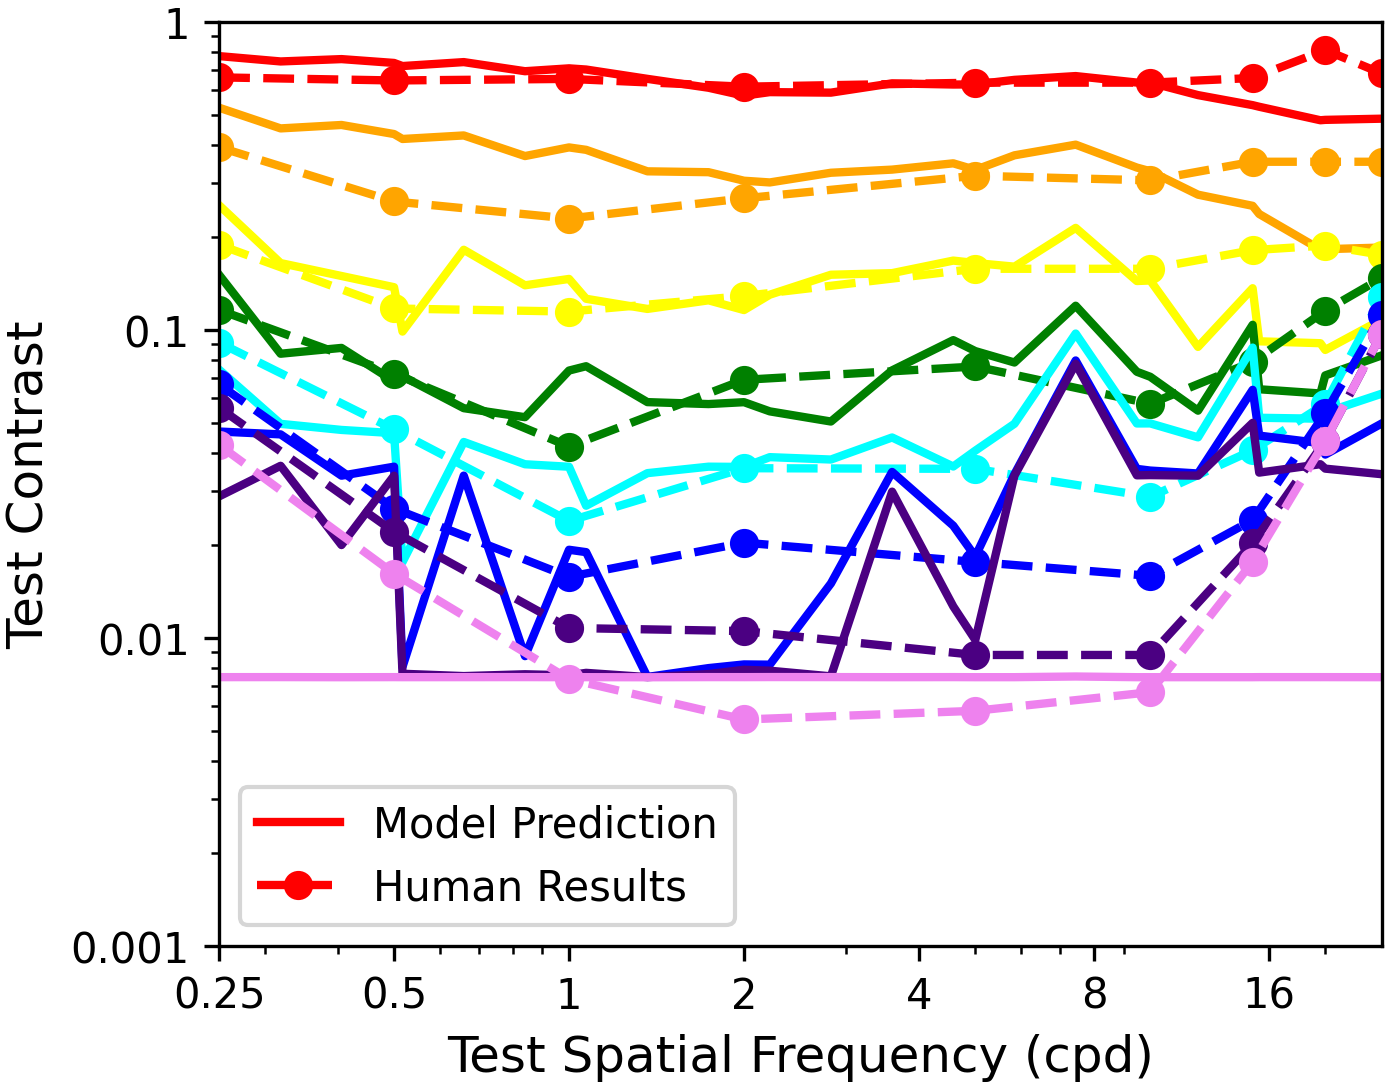 1
0.1
0.01
0.001
Test Contrast
Model Prediction
Human Results
0.25 0.5 1 2 4 8 16
Test Spatial Frequency (cpd)